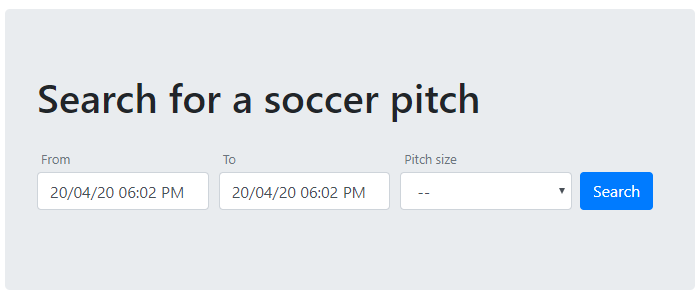 Search for a soccer pitch
From To Pitch size
20/04/20 06:02 PM 20/04/20 06:02 PM -- Search